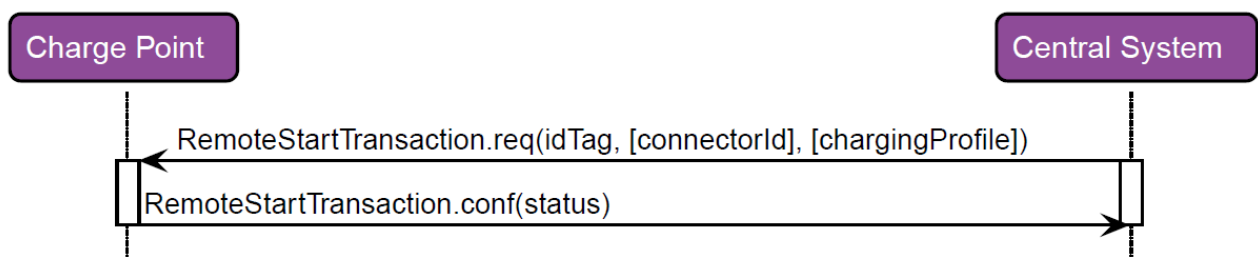 Charge Point
Central System
RemoteStartTransaction.req(idTag, [connectorId], [chargingProfile])
RemoteStartTransaction.conf(status)